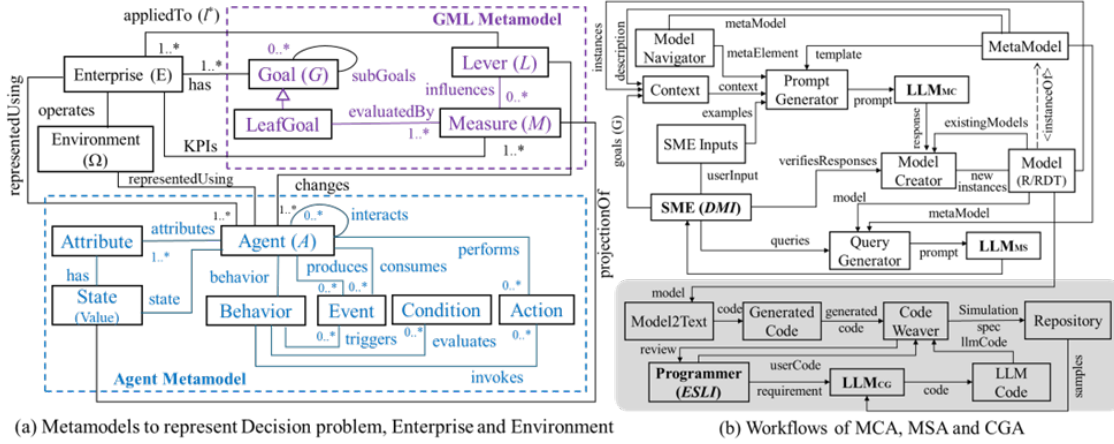 appliedTo (I*)
GML Metamodel
1..*
1..*
0..*
Enterprise (E)
has
Goal (G)
subGoals
Lever (L)
influences
0..*
operates
LeafGoal
evaluatedBy
1..*
Measure (M)
1..*
Environment
(Ω)
KPIs
representedUsing
representedUsing
changes
projectionOf
1..*
1..*
0..*
interacts
Attribute
attributes
1..*
Agent (A)
performs
has
behavior
produces
consumes
State
(Value)
state
0..*
0..*
0..*
0..*
Behavior
Event
Condition
Action
0..*
triggers
0..*
evaluates
0..*
invokes
Agent Metamodel
(a) Metamodels to represent Decision problem, Enterprise and Environment
instances
description
metaModel
Model
Navigator
metaElement
template
MetaModel
Context
context
Prompt
Generator
prompt
LLMMC
goals (G)
examples
response
<instanceOf>
SME Inputs
existingModels
verifiesResponses
Model
Creator
new
instances
Model
(R/RDT)
userInput
SME (DMI)
model
metaModel
queries
Query
Generator
prompt
LLMMS
model
Model2Text
code
Generated
Code
generated
code
Code
Weaver
Simulation
spec
Repository
llmCode
review
userCode
Programmer
(ESLI)
requirement
LLMCG
code
LLM
Code
samples
(b) Workflows of MCA, MSA and CGA